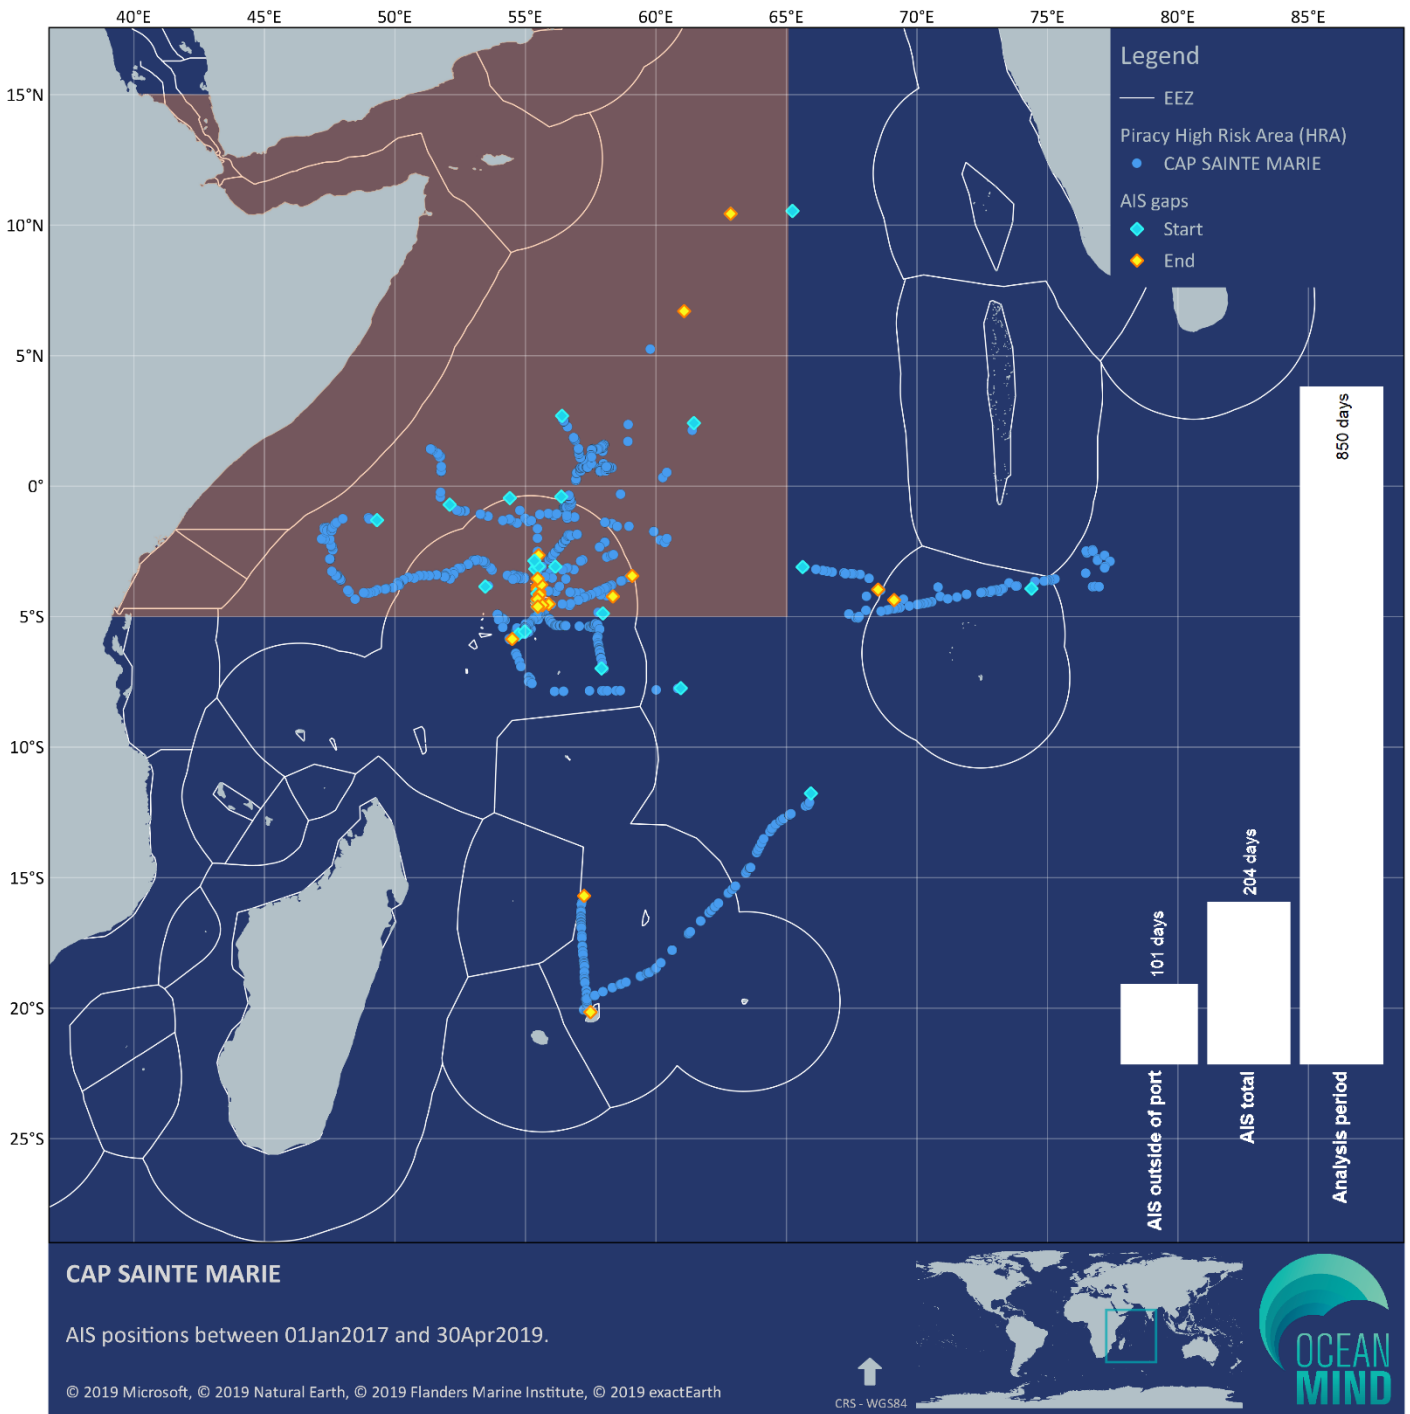 40°E 45°E 50°E 55°E 60°E 65°E 70°E 75°E 80°E 85°E
Legend
EEZ
Piracy High Risk Area (HRA)
CAP SAINTE MARIE
AIS gaps
Start
End
15°N
10°N
5°N
0°
5°S
10°S
15°S
20°S
25°S
101 days
204 days
850 days
AIS outside of port
AIS total
Analysis period
CAP SAINTE MARIE
AIS positions between 01Jan2017 and 30Apr2019.
© 2019 Microsoft, © 2019 Natural Earth, © 2019 Flanders Marine Institute, © 2019 exactEarth
CRS - WGS84
OCEAN
MIND